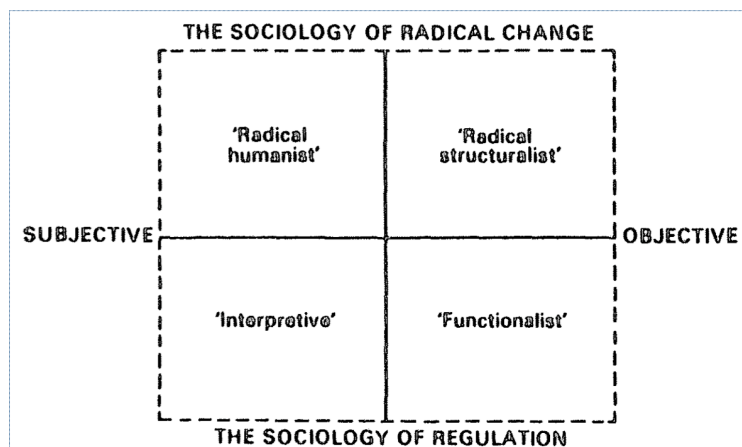 THE SOCIOLOGY OF RADICAL CHANGE
'Radical
humanist'
'Radical
structuralist'
SUBJECTIVE
OBJECTIVE
'Interpretive'
'Functionalist'
THE SOCIOLOGY OF REGULATION